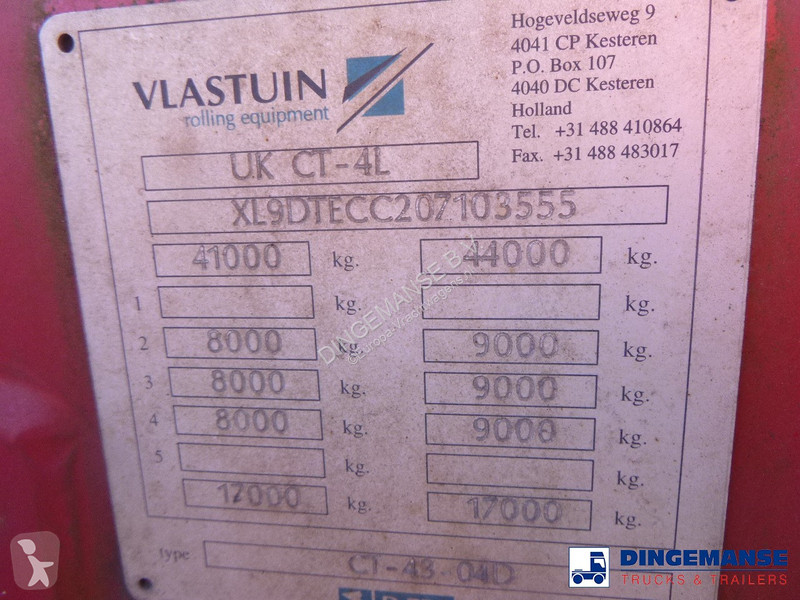 VLASTUIN
rolling equipment
Hogeveldseweg 9
4041 CP Kesteren
P.O. Box 107
4040 DC Kesteren
Holland
Tel. +31 488 410864
Fax. +31 488 483017
UK CT-4L
XL9DTECC207103555
41000 kg. 44000 kg.
1 kg. kg.
2 8000 kg. 9000 kg.
3 8000 kg. 9000 kg.
4 8000 kg. 9000 kg.
5 kg. kg.
17000 kg. 17000 kg.
type CT-43 04D
DINGEMANSE B.V.
DINGEMANSE
TRUCKS & TRAILERS